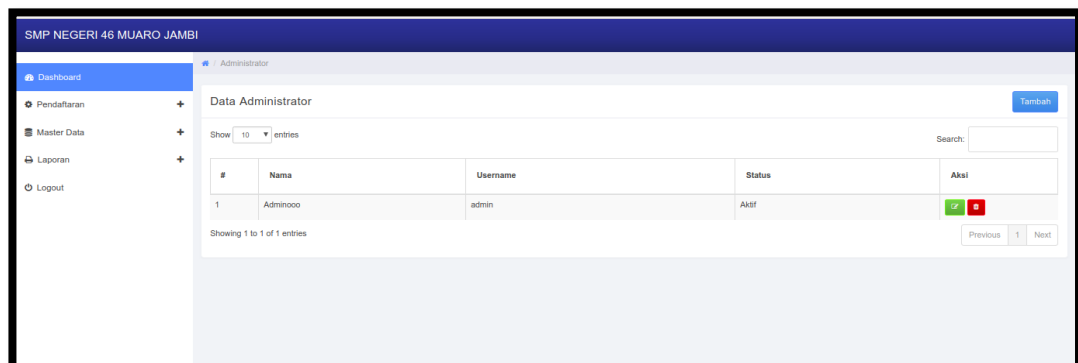 SMP NEGERI 46 MUARO JAMBI
Dashboard
Pendaftaran +
Master Data +
Laporan +
Logout
/ Administrator
Data Administrator Tambah
Show 10 entries Search:
# Nama Username Status Aksi
1 Adminooo admin Aktif
Showing 1 to 1 of 1 entries Previous 1 Next